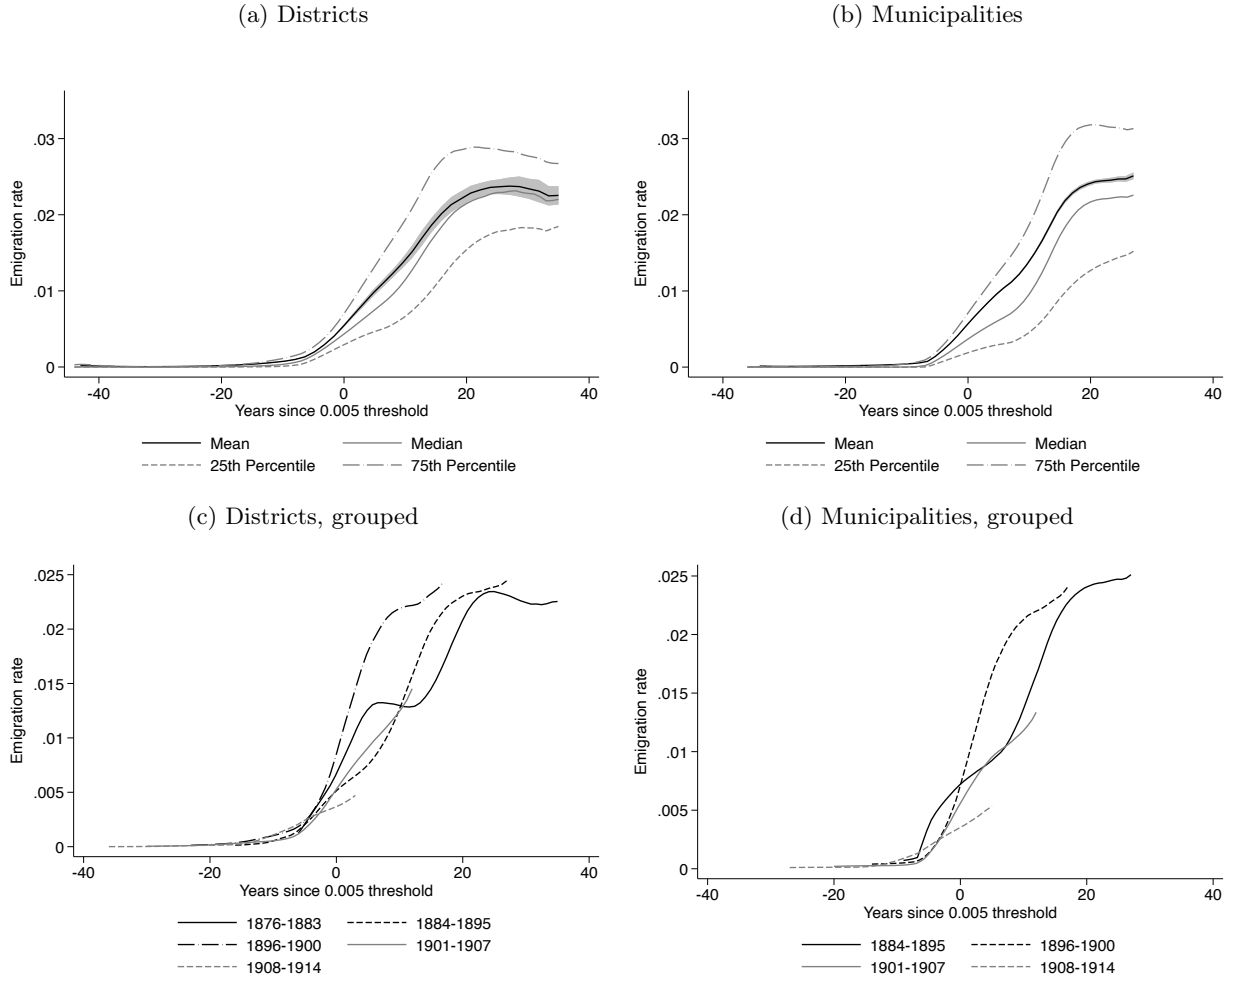 (a) Districts
(b) Municipalities
Emigration rate
.03
.02
.01
0
-40 -20 0 20 40
Years since 0.005 threshold
Mean Median
25th Percentile 75th Percentile
Emigration rate
.03
.02
.01
0
-40 -20 0 20 40
Years since 0.005 threshold
Mean Median
25th Percentile 75th Percentile
(c) Districts, grouped
(d) Municipalities, grouped
Emigration rate
.025
.02
.015
.01
.005
0
-40 -20 0 20 40
Years since 0.005 threshold
1876-1883 1884-1895
1896-1900 1901-1907
1908-1914
Emigration rate
.025
.02
.015
.01
.005
0
-40 -20 0 20 40
Years since 0.005 threshold
1884-1895 1896-1900
1901-1907 1908-1914